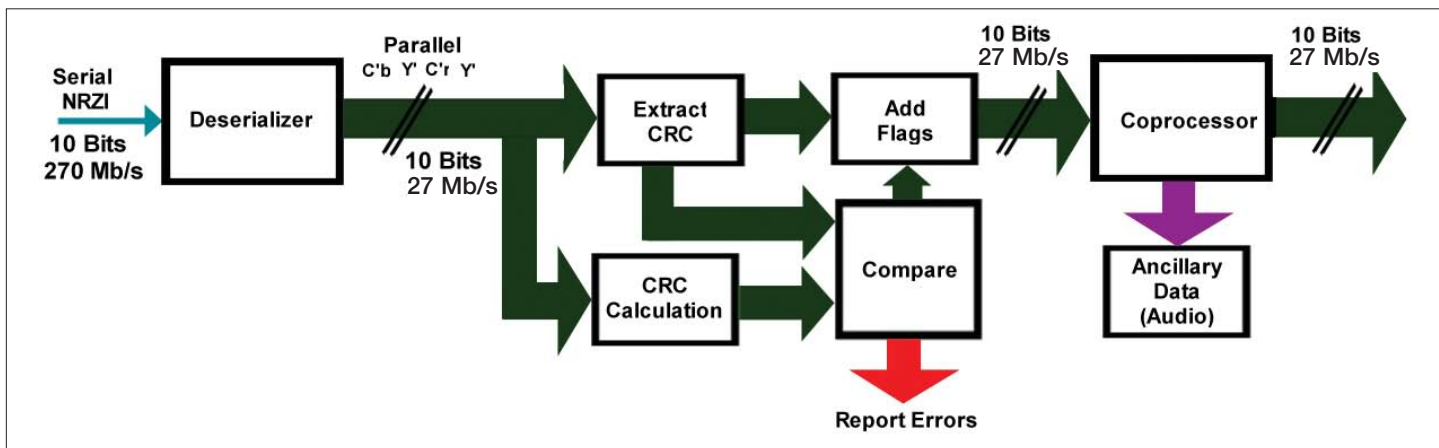 Serial
NRZI
10 Bits
270 Mb/s
Deserializer
Parallel
C'b Y' C'r Y'
10 Bits
27 Mb/s
Extract
CRC
CRC
Calculation
Add
Flags
Compare
Report Errors
10 Bits
27 Mb/s
Coprocessor
Ancillary
Data
(Audio)
10 Bits
27 Mb/s